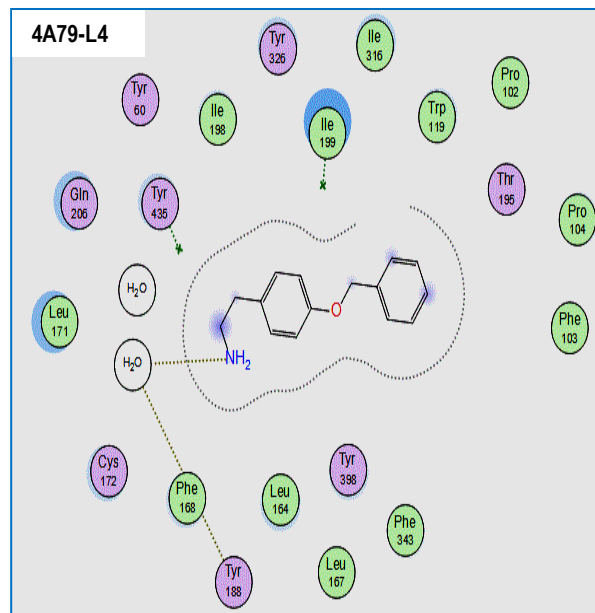 4A79-L4
Tyr
326
Ile
316
Pro
102
Tyr
60
Ile
198
Ile
199
Trp
119
Gln
206
Tyr
435
Thr
195
Pro
104
H₂O
Leu
171
Phe
103
H₂O
O
NH₂
Cys
172
Phe
168
Leu
164
Tyr
398
Phe
343
Tyr
188
Leu
167